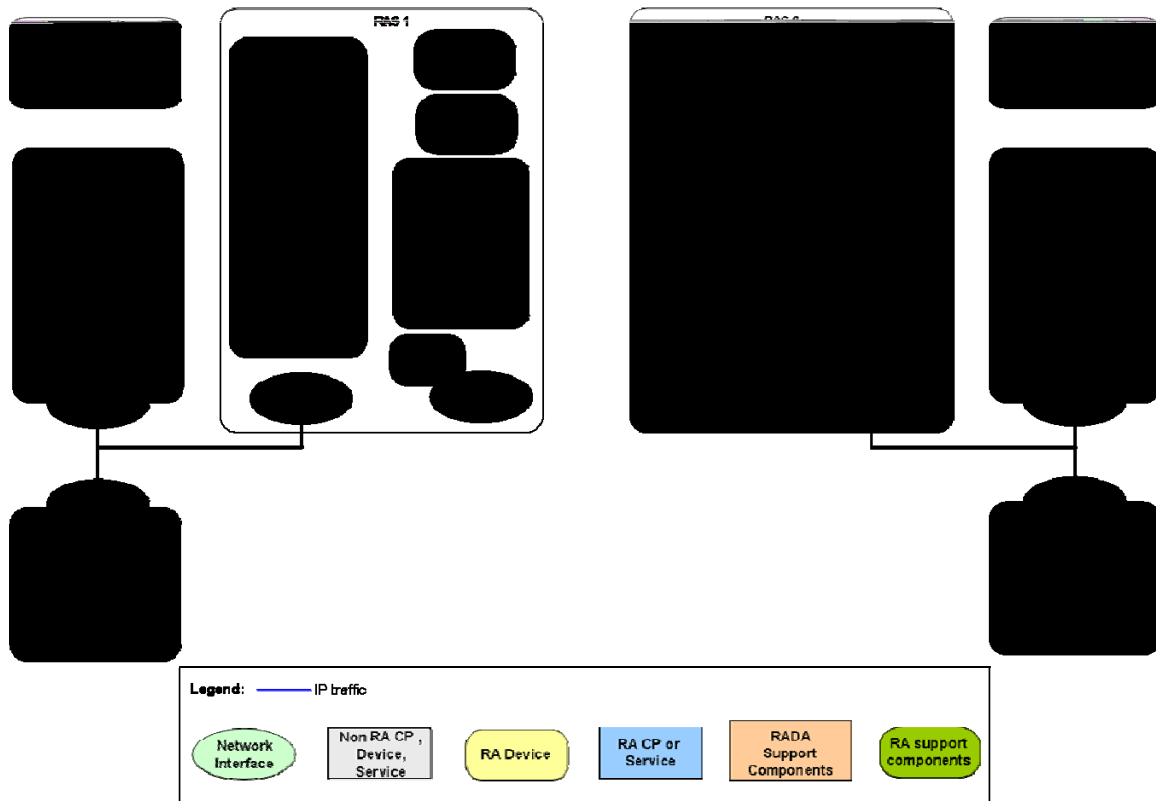 RAS 1
Legend:
IP traffic
Network
Interface
Non RA CP ,
Device,
Service
RA Device
RA CP or
Service
RADA
Support
Components
RA support
components